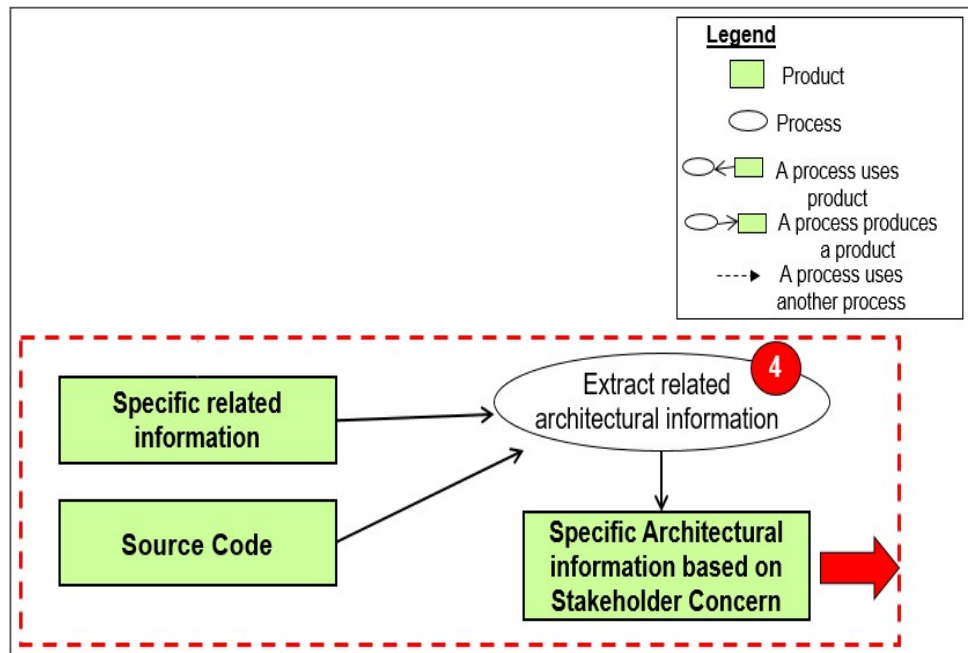 Legend
Product
Process
A process uses
product
A process produces
a product
A process uses
another process
4
Specific related
information
Extract related
architectural information
Source Code
Specific Architectural
information based on
Stakeholder Concern